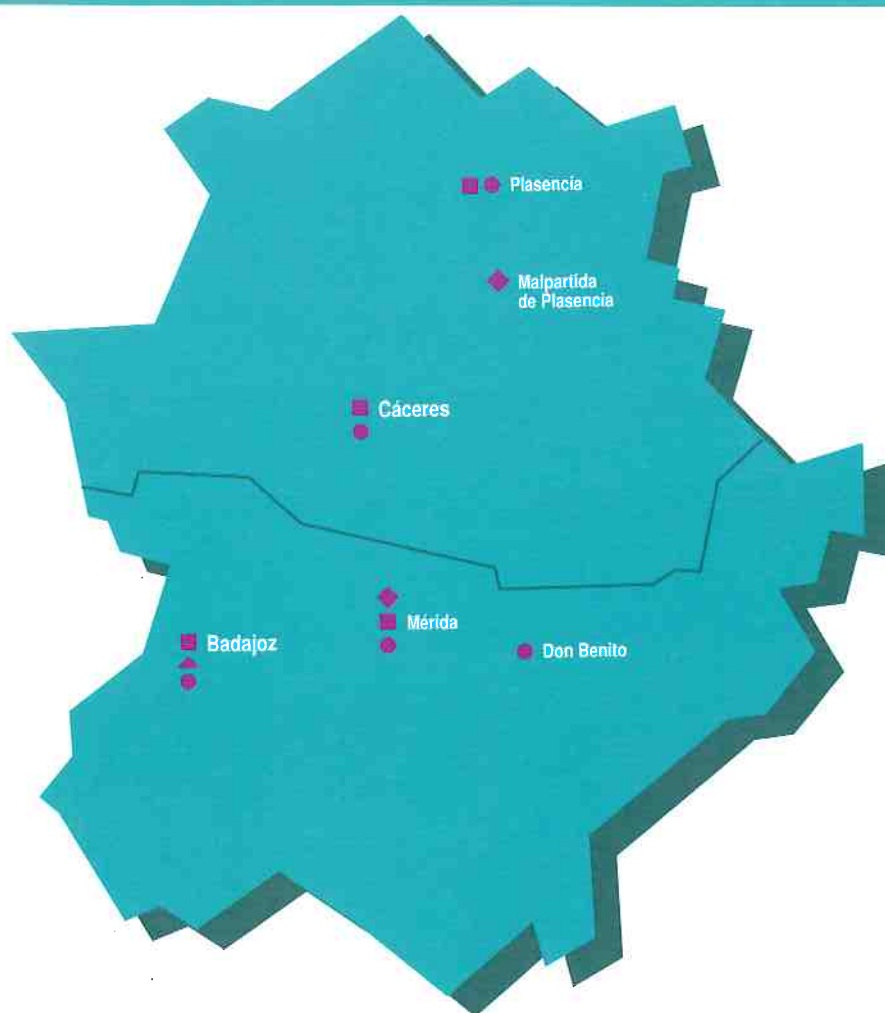 Plasencia
Malpartida
de Plasencia
Cáceres
Mérida
Badajoz
Don Benito